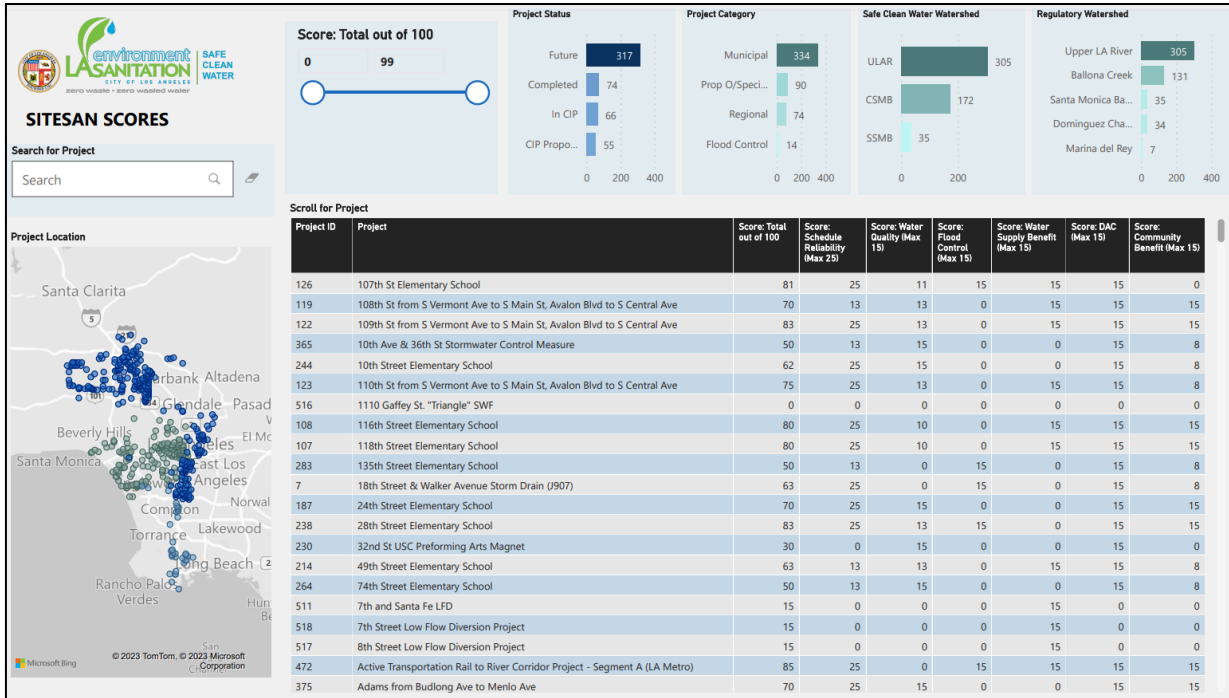 environment
LA SANITATION
CITY OF LOS ANGELES
zero waste • zero wasted water
SAFE
CLEAN
WATER
SITESAN SCORES
Search for Project
Search
Score: Total out of 100
0 99
Project Status
Future 317
Completed 74
In CIP 66
CIP Propo... 55
0 200 400
Project Category
Municipal 334
Prop O/Speci... 90
Regional 74
Flood Control 14
0 200 400
Safe Clean Water Watershed
ULAR 305
CSMB 172
SSMB 35
0 200
Regulatory Watershed
Upper LA River 305
Ballona Creek 131
Santa Monica Ba... 35
Dominguez Cha... 34
Marina del Rey 7
0 200 400
Project Location
Santa Clarita
5
210
urbank Altadena
101
Glendale Pasad
Beverly Hills
El Mo
eles
Santa Monica
East Los
Angeles
Norwal
Compton
Torrance
Lakewood
Long Beach 2
Rancho Palos
Verdes
Hun
Be
San
Channel
Microsoft Bing
© 2023 TomTom, © 2023 Microsoft
Corporation
Scroll for Project
Project ID Project Score: Total out of 100 Score: Schedule Reliability (Max 25) Score: Water Quality (Max 15) Score: Flood Control (Max 15) Score: Water Supply Benefit (Max 15) Score: DAC (Max 15) Score: Community Benefit (Max 15)
126 107th St Elementary School 81 25 11 15 15 15 0
119 108th St from S Vermont Ave to S Main St, Avalon Blvd to S Central Ave 70 13 13 0 15 15 15
122 109th St from S Vermont Ave to S Main St, Avalon Blvd to S Central Ave 83 25 13 0 15 15 15
365 10th Ave & 36th St Stormwater Control Measure 50 13 15 0 0 15 8
244 10th Street Elementary School 62 25 15 0 0 15 8
123 110th St from S Vermont Ave to S Main St, Avalon Blvd to S Central Ave 75 25 13 0 15 15 8
516 1110 Gaffey St. "Triangle" SWF 0 0 0 0 0 0 0
108 116th Street Elementary School 80 25 10 0 15 15 15
107 118th Street Elementary School 80 25 10 0 15 15 15
283 135th Street Elementary School 50 13 0 15 0 15 8
7 18th Street & Walker Avenue Storm Drain (J907) 63 25 0 15 0 15 8
187 24th Street Elementary School 70 25 15 0 0 15 15
238 28th Street Elementary School 83 25 13 15 0 15 15
230 32nd St USC Preforming Arts Magnet 30 0 15 0 0 15 0
214 49th Street Elementary School 63 13 13 0 15 15 8
264 74th Street Elementary School 50 13 15 0 0 15 8
511 7th and Santa Fe LFD 15 0 0 0 15 0 0
518 7th Street Low Flow Diversion Project 15 0 0 0 15 0 0
517 8th Street Low Flow Diversion Project 15 0 0 0 15 0 0
472 Active Transportation Rail to River Corridor Project - Segment A (LA Metro) 85 25 0 15 15 15 15
375 Adams from Budlong Ave to Menlo Ave 70 25 15 0 0 15 15